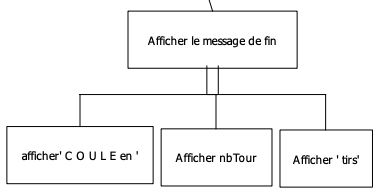 Afficher le message de fin
afficher' C O U L E en '
Afficher nbTour
Afficher ' tirs'